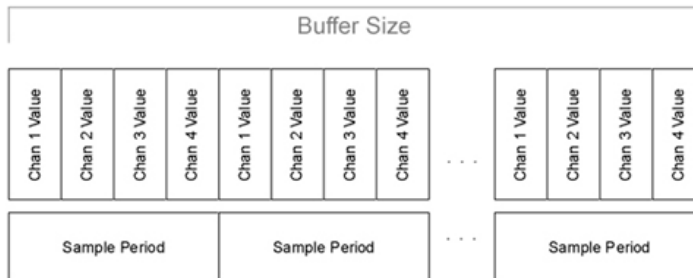 Buffer Size
Chan 1 Value
Chan 2 Value
Chan 3 Value
Chan 4 Value
Chan 1 Value
Chan 2 Value
Chan 3 Value
Chan 4 Value
. . .
Chan 1 Value
Chan 2 Value
Chan 3 Value
Chan 4 Value
Sample Period
Sample Period
. . .
Sample Period